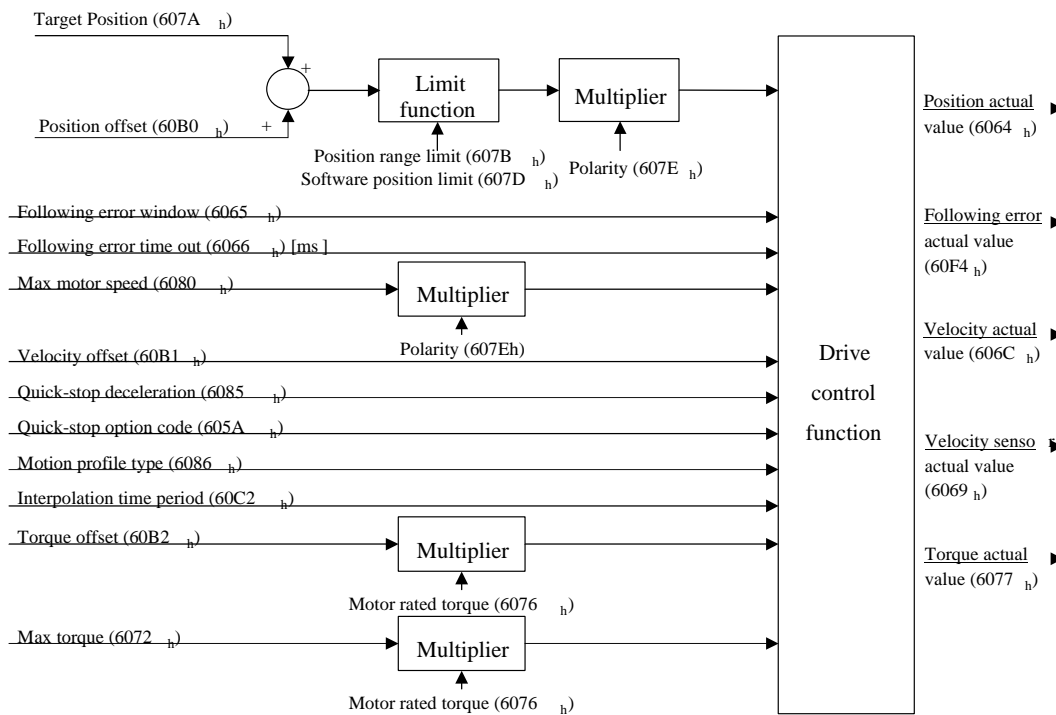 Target Position (607A h)
+
Limit
function
Multiplier
Position offset (60B0 h)
+
Position range limit (607B h)
Software position limit (607D h)
Polarity (607E h)
Following error window (6065 h)
Following error time out (6066 h) [ms ]
Max motor speed (6080 h)
Multiplier
Polarity (607Eh)
Velocity offset (60B1 h)
Quick-stop deceleration (6085 h)
Quick-stop option code (605A h)
Motion profile type (6086 h)
Interpolation time period (60C2 h)
Torque offset (60B2 h)
Multiplier
Motor rated torque (6076 h)
Max torque (6072 h)
Multiplier
Motor rated torque (6076 h)
Drive
control
function
Position actual
value (6064 h)
Following error
actual value
(60F4 h)
Velocity actual
value (606C h)
Velocity senso r
actual value
(6069 h)
Torque actual
value (6077 h)